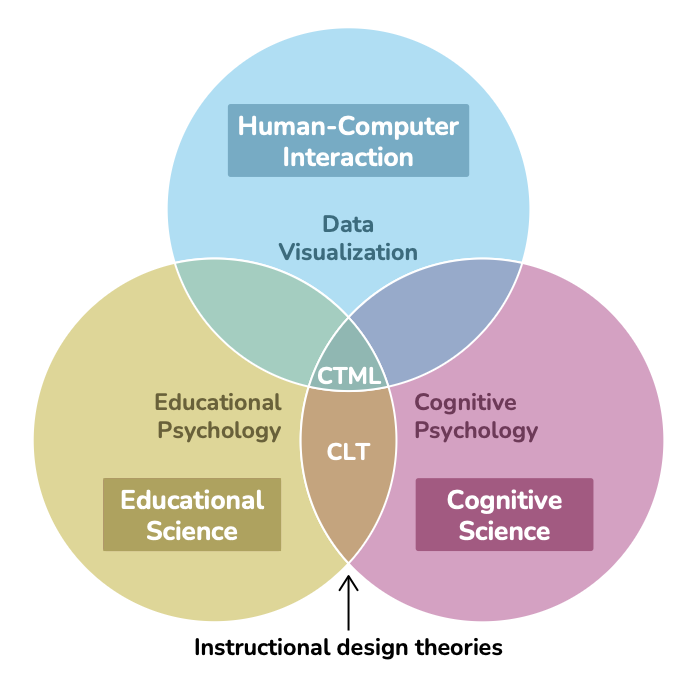 Human-Computer
Interaction
Data
Visualization
CTML
Educational
Psychology
Cognitive
Psychology
CLT
Educational
Science
Cognitive
Science
Instructional design theories